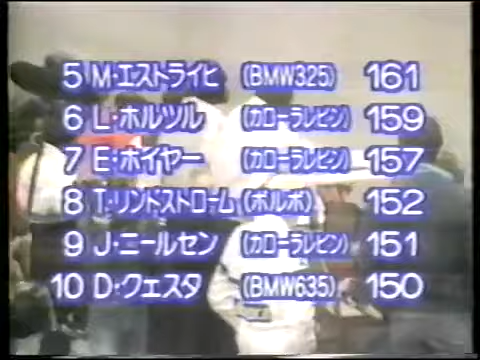 5 M・エストライヒ (BMW325) 161
6 L・ホルツル (カローラレビン) 159
7 E・ホイヤー (カローラレビン) 157
8 T・リンドストローム (ボルボ) 152
9 J・ニールセン (カローラレビン) 151
10 D・クェスタ (BMW635) 150